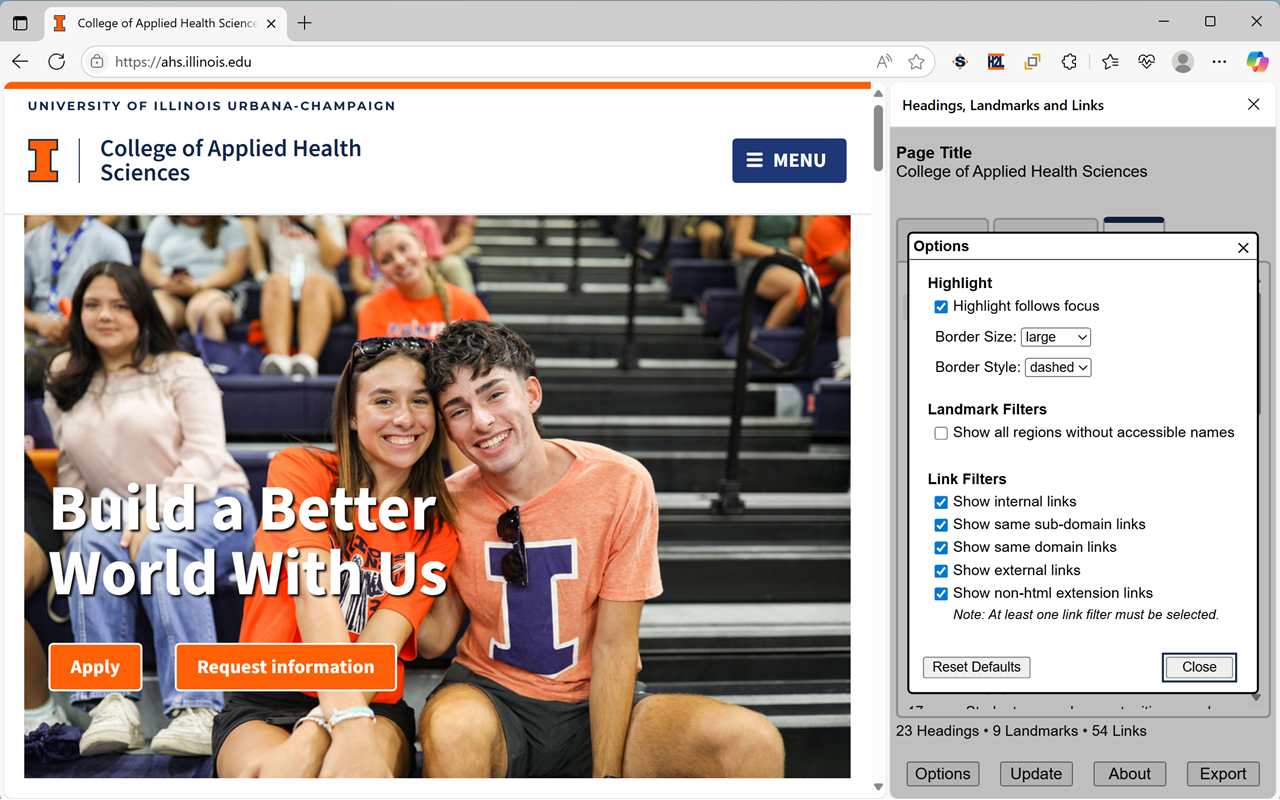 College of Applied Health Science
https://ahs.illinois.edu
UNIVERSITY OF ILLINOIS URBANA-CHAMPAIGN
College of Applied Health
Sciences
MENU
Build a Better
World With Us
Apply
Request information
Headings, Landmarks and Links
Page Title
College of Applied Health Sciences
Options
Highlight
Highlight follows focus
Border Size: large
Border Style: dashed
Landmark Filters
Show all regions without accessible names
Link Filters
Show internal links
Show same sub-domain links
Show same domain links
Show external links
Show non-html extension links
Note: At least one link filter must be selected.
Reset Defaults
Close
23 Headings • 9 Landmarks • 54 Links
Options
Update
About
Export